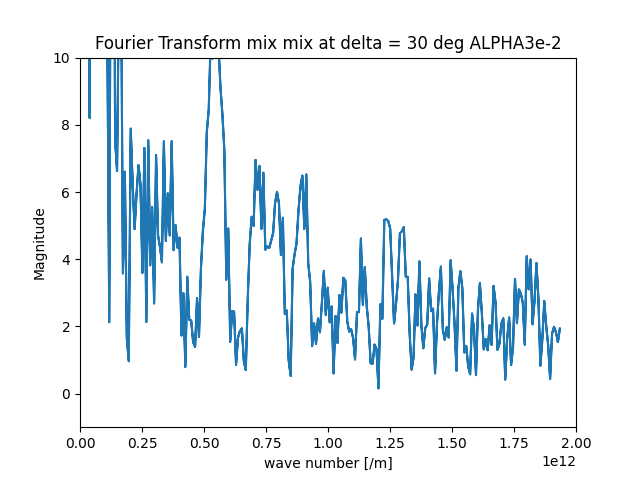 Fourier Transform mix mix at delta = 30 deg ALPHA3e-2
10
8
6
4
2
0
Magnitude
0.00 0.25 0.50 0.75 1.00 1.25 1.50 1.75 2.00
1e12
wave number [/m]